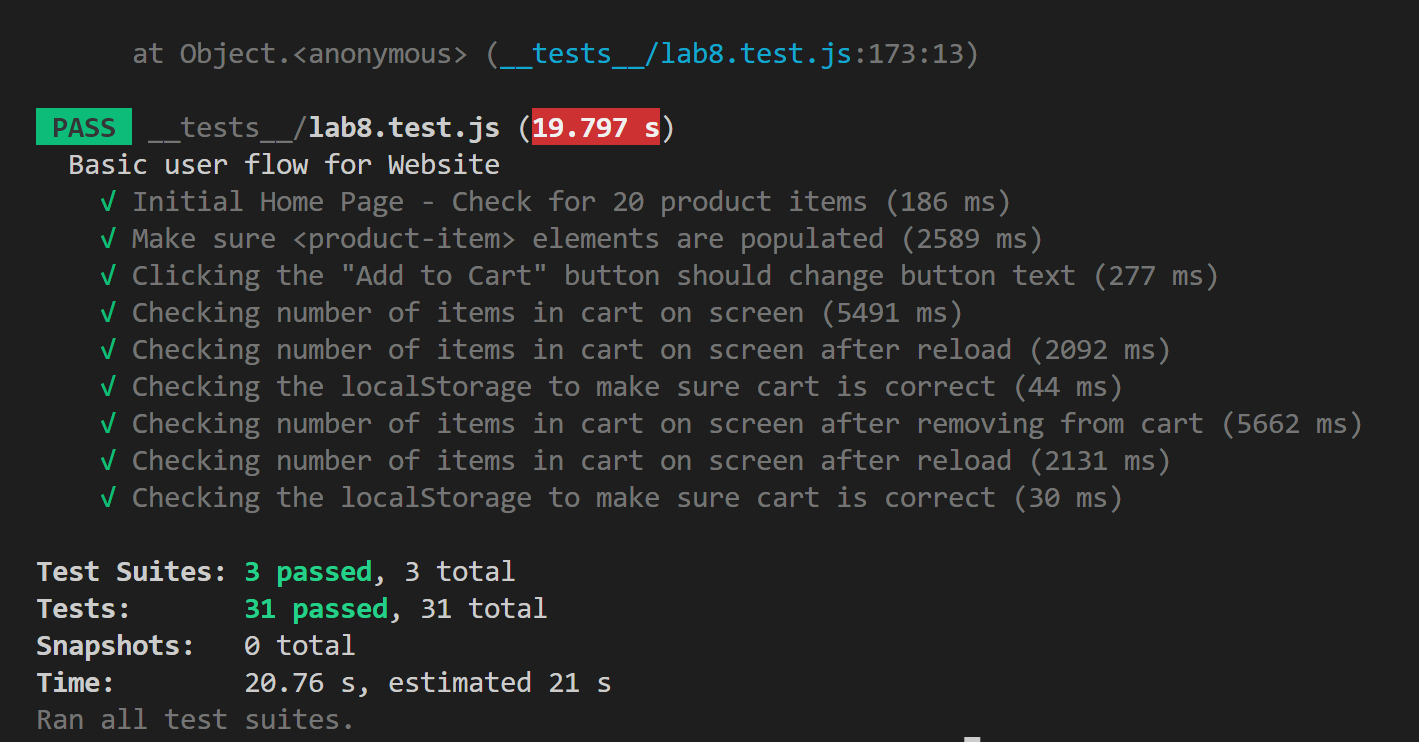 at Object.<anonymous> (__tests__/lab8.test.js:173:13)
PASS __tests__/lab8.test.js (19.797 s)
Basic user flow for Website
√ Initial Home Page - Check for 20 product items (186 ms)
√ Make sure <product-item> elements are populated (2589 ms)
√ Clicking the "Add to Cart" button should change button text (277 ms)
√ Checking number of items in cart on screen (5491 ms)
√ Checking number of items in cart on screen after reload (2092 ms)
√ Checking the localStorage to make sure cart is correct (44 ms)
√ Checking number of items in cart on screen after removing from cart (5662 ms)
√ Checking number of items in cart on screen after reload (2131 ms)
√ Checking the localStorage to make sure cart is correct (30 ms)
Test Suites: 3 passed, 3 total
Tests: 31 passed, 31 total
Snapshots: 0 total
Time: 20.76 s, estimated 21 s
Ran all test suites.